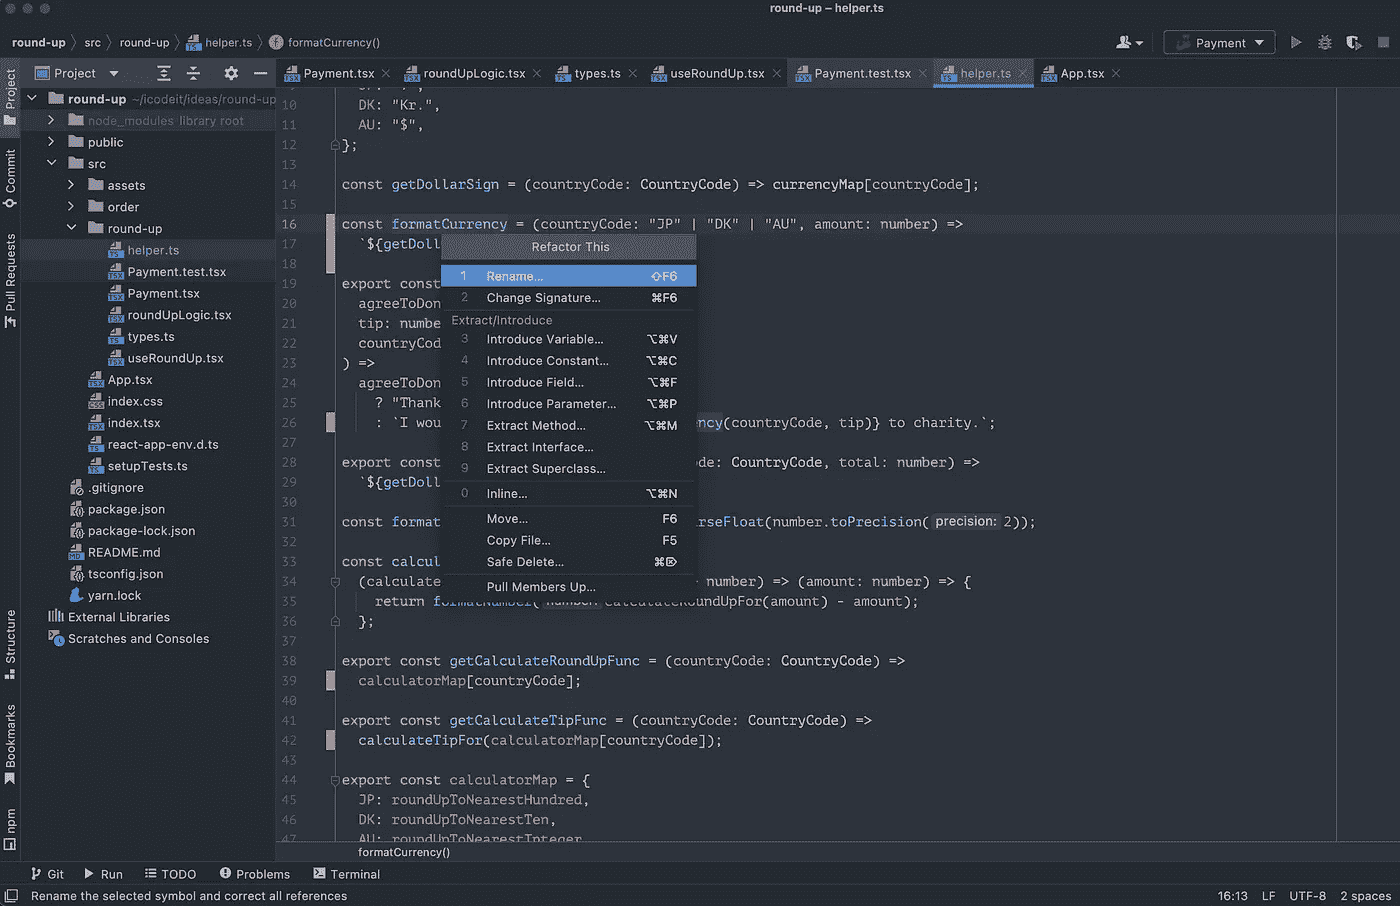 round-up – helper.ts
round-up src round-up helper.ts formatCurrency()
Payment
Project
Payment.tsx roundUpLogic.tsx types.ts useRoundUp.tsx Payment.test.tsx helper.ts App.tsx
Project
Commit
Pull Requests
Structure
Bookmarks
npm
round-up ~/icodeit/ideas/round-up
node_modules library root
public
src
assets
order
round-up
helper.ts
Payment.test.tsx
Payment.tsx
roundUpLogic.tsx
types.ts
useRoundUp.tsx
App.tsx
index.css
index.tsx
react-app-env.d.ts
setupTests.ts
.gitignore
package.json
package-lock.json
README.md
tsconfig.json
yarn.lock
External Libraries
Scratches and Consoles
10 DK: "Kr.",
11 AU: "$",
12 };
13
14 const getDollarSign = (countryCode: CountryCode) => currencyMap[countryCode];
15
16 const formatCurrency = (countryCode: "JP" | "DK" | "AU", amount: number) =>
17 `${getDoll
18
19 export const
20 agreeToDon
21 tip: numbe
22 countryCod
23 ) =>
24 agreeToDon
25 ? "Thank
26 : `I wou ncy(countryCode, tip)} to charity.`;
28 export const de: CountryCode, total: number) =>
29 `${getDoll
30
31 const format rseFloat(number.toPrecision( precision: 2));
32
33 const calcul
34 (calculate number) => (amount: number) => {
35 return formatNumber( number: calculateRoundUpFor(amount) - amount);
36 };
37
38 export const getCalculateRoundUpFunc = (countryCode: CountryCode) =>
39 calculatorMap[countryCode];
40
41 export const getCalculateTipFunc = (countryCode: CountryCode) =>
42 calculateTipFor(calculatorMap[countryCode]);
43
44 export const calculatorMap = {
45 JP: roundUpToNearestHundred,
46 DK: roundUpToNearestTen,
47 AU: roundUpToNearestInteger
Refactor This
1 Rename... ⇧F6
2 Change Signature... ⌘F6
Extract/Introduce
3 Introduce Variable... ⌥⌘V
4 Introduce Constant... ⌥⌘C
5 Introduce Field... ⌥⌘F
6 Introduce Parameter... ⌥⌘P
7 Extract Method... ⌥⌘M
8 Extract Interface...
9 Extract Superclass...
0 Inline... ⌥⌘N
Move... F6
Copy File... F5
Safe Delete... ⌘⌦
Pull Members Up...
formatCurrency()
Git Run TODO Problems Terminal
Rename the selected symbol and correct all references 16:13 LF UTF-8 2 spaces